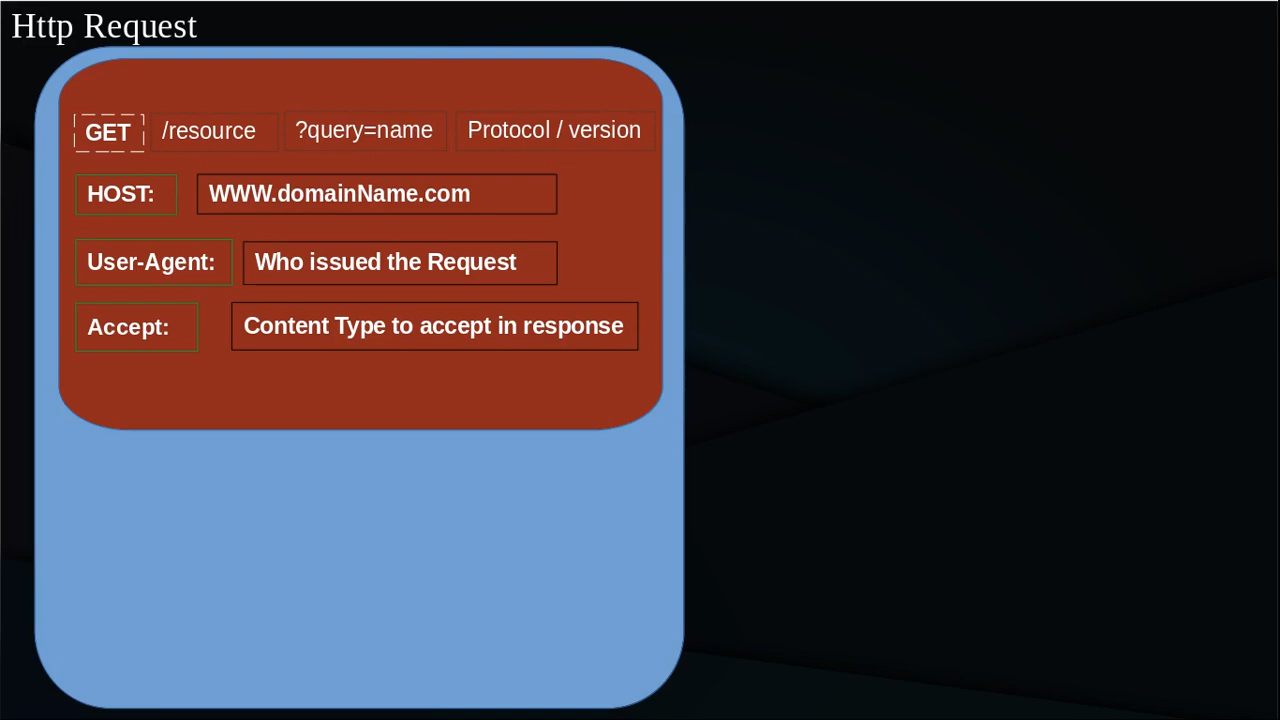 Http Request
GET /resource ?query=name Protocol / version
HOST: WWW.domainName.com
User-Agent: Who issued the Request
Accept: Content Type to accept in response